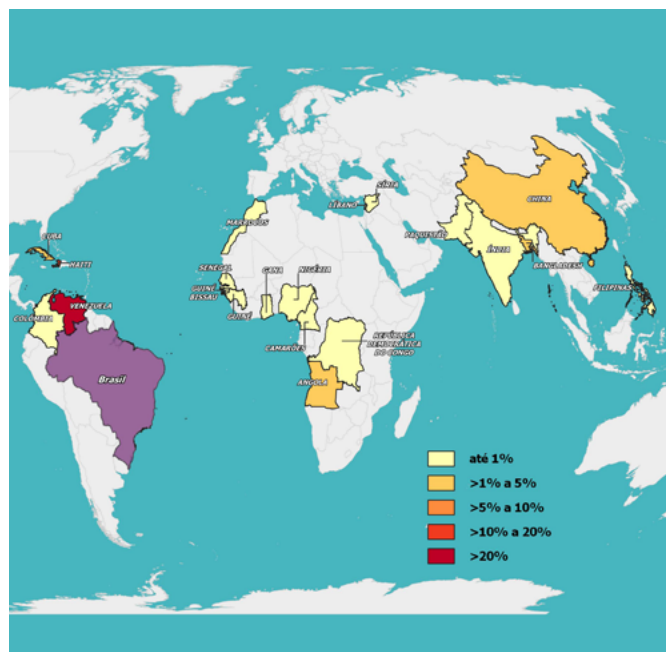 SÍRIA
LÍBANO
CHINA
MARROCOS
PAQUISTÃO
ÍNDIA
CUBA
HAITI
SENEGAL
GANA
NIGÉRIA
BANGLADESH
GUINÉ
BISSAU
FILIPINAS
VENEZUELA
COLÔMBIA
GUINÉ
CAMARÕES
REPÚBLICA
DEMOCRÁTICA
DO CONGO
Brasil
ANGOLA
até 1%
>1% a 5%
>5% a 10%
>10% a 20%
>20%